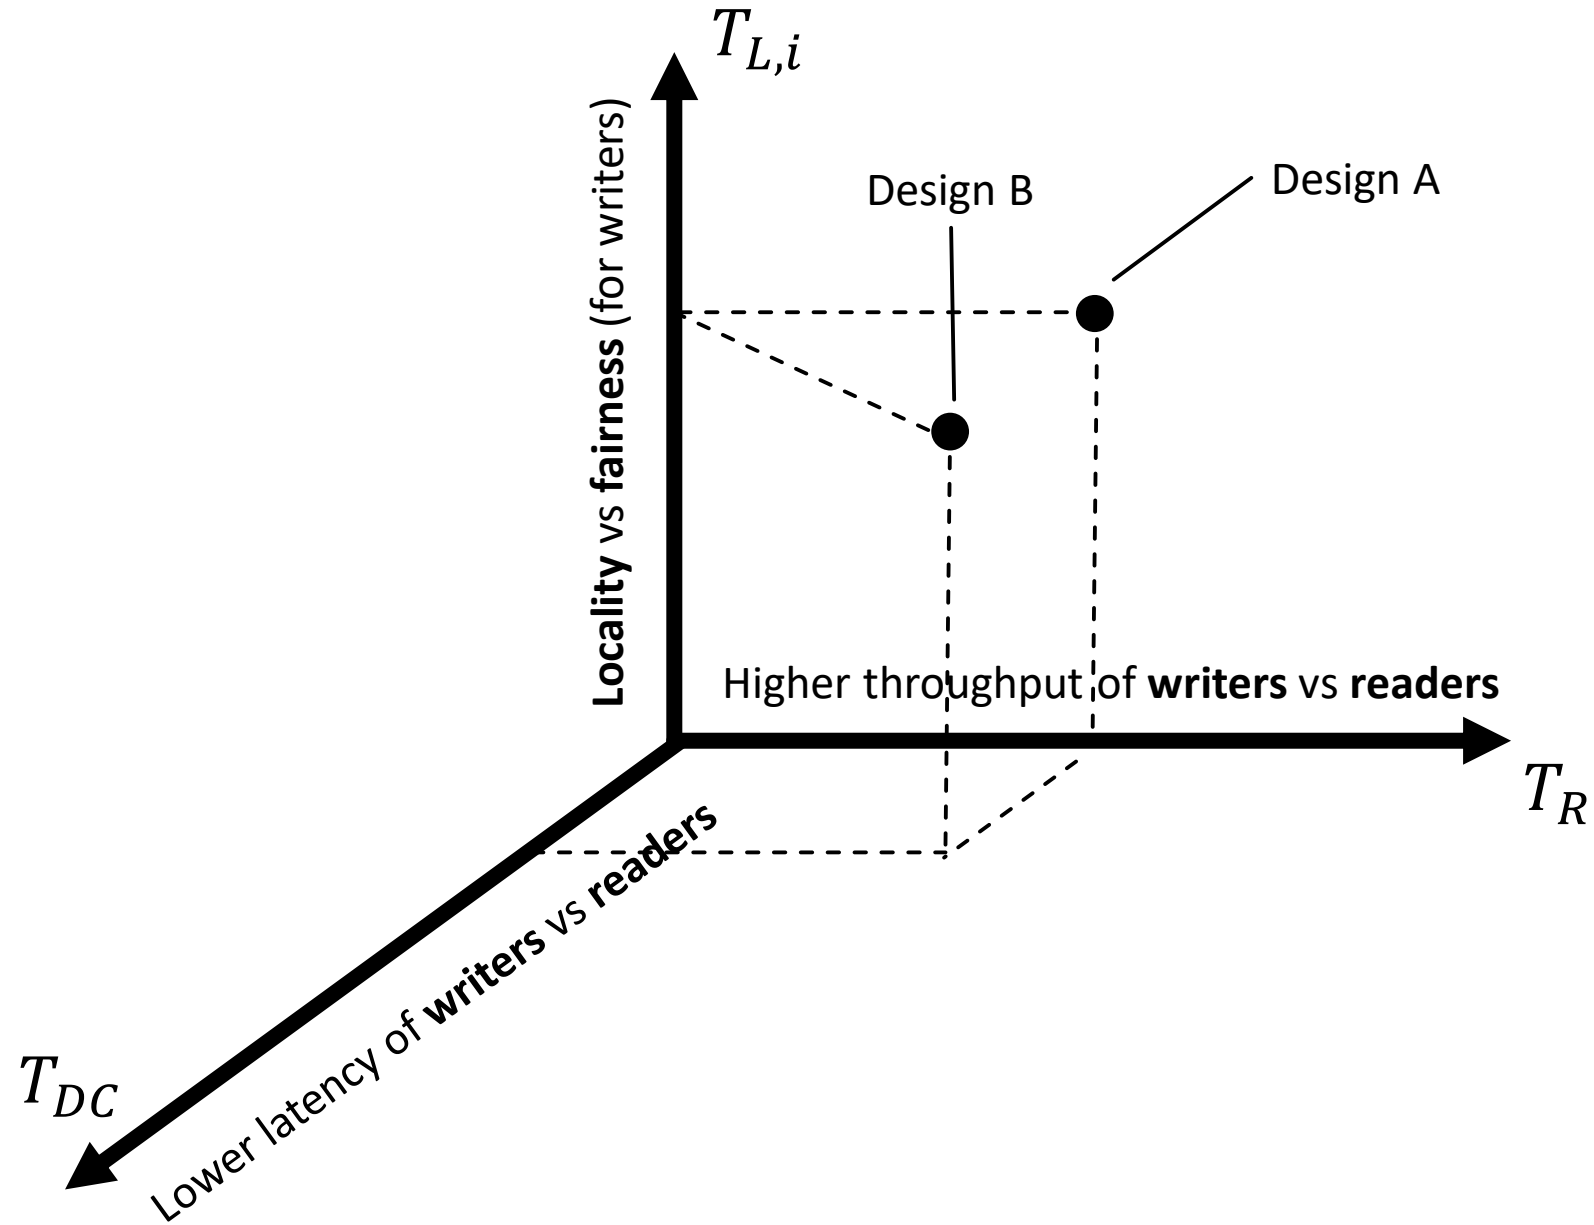 T_{L,i}
Locality vs fairness (for writers)
Design B
Design A
Higher throughput of writers vs readers
T_R
Lower latency of writers vs readers
T_{DC}